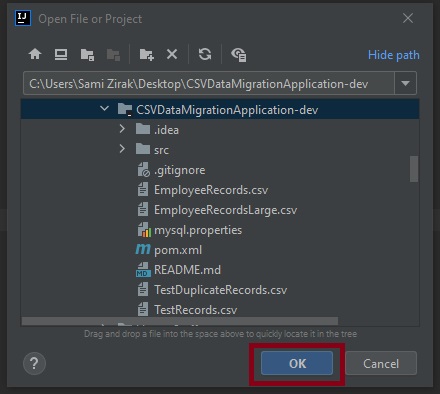 IJ Open File or Project
Hide path
C:\Users\Sami Zirak\Desktop\CSVDataMigrationApplication-dev
CSVDataMigrationApplication-dev
.idea
src
.gitignore
EmployeeRecords.csv
EmployeeRecordsLarge.csv
mysql.properties
m pom.xml
MD README.md
TestDuplicateRecords.csv
TestRecords.csv
Drag and drop a file into the space above to quickly locate it in the tree
? OK Cancel